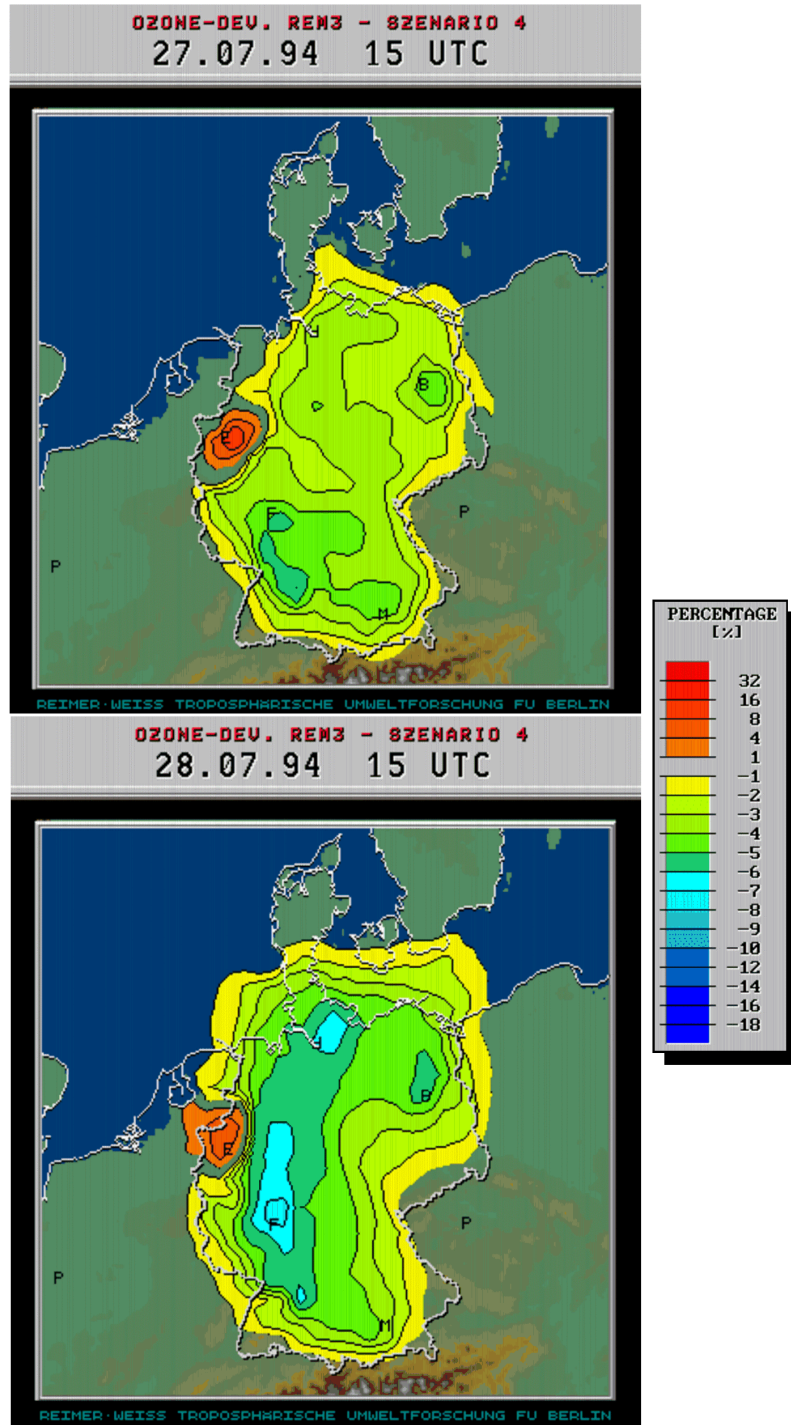 OZONE-DEV. REM3 - SZENARIO 4
27.07.94 15 UTC
B
E
P
F
P
M
REIMER·WEISS TROPOSPHÄRISCHE UMWELTFORSCHUNG FU BERLIN
PERCENTAGE
[%]
32
16
8
4
1
-1
-2
-3
-4
-5
-6
-7
-8
-9
-10
-12
-14
-16
-18
OZONE-DEV. REM3 - SZENARIO 4
28.07.94 15 UTC
B
E
F
P
P
M
REIMER·WEISS TROPOSPHÄRISCHE UMWELTFORSCHUNG FU BERLIN